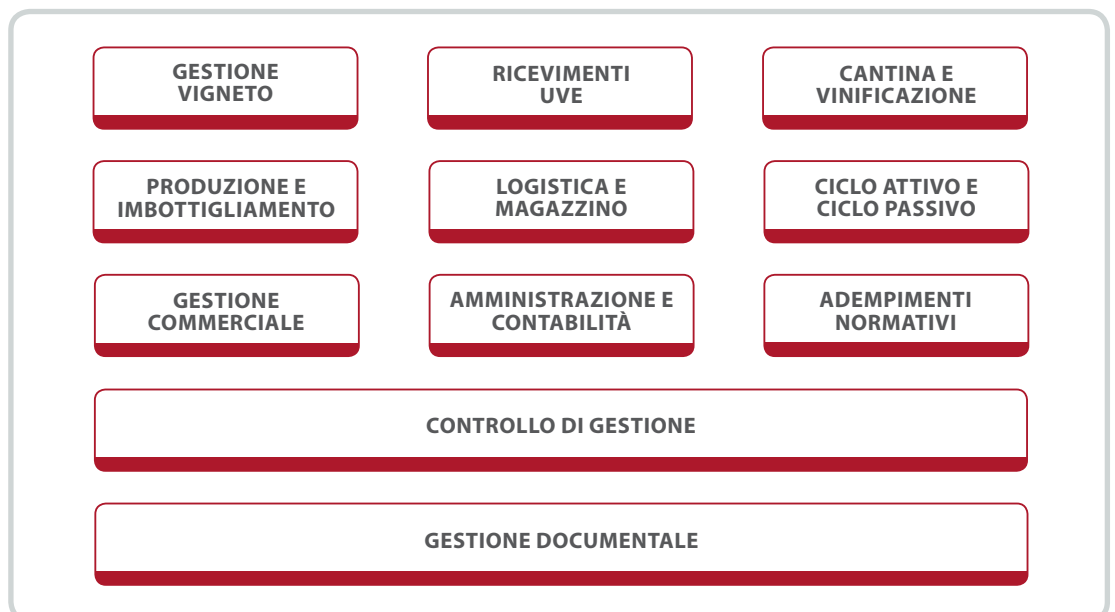 GESTIONE
VIGNETO
RICEVIMENTI
UVE
CANTINA E
VINIFICAZIONE
PRODUZIONE E
IMBOTTIGLIAMENTO
LOGISTICA E
MAGAZZINO
CICLO ATTIVO E
CICLO PASSIVO
GESTIONE
COMMERCIALE
AMMINISTRAZIONE E
CONTABILITÀ
ADEMPIMENTI
NORMATIVI
CONTROLLO DI GESTIONE
GESTIONE DOCUMENTALE